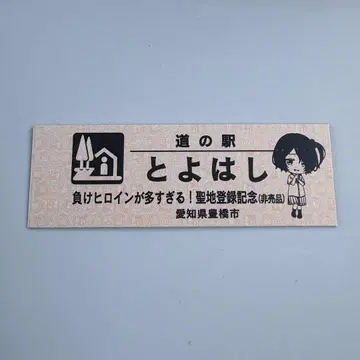 道の駅
とよはし
負けヒロインが多すぎる！聖地登録記念(非売品)
愛知県豊橋市